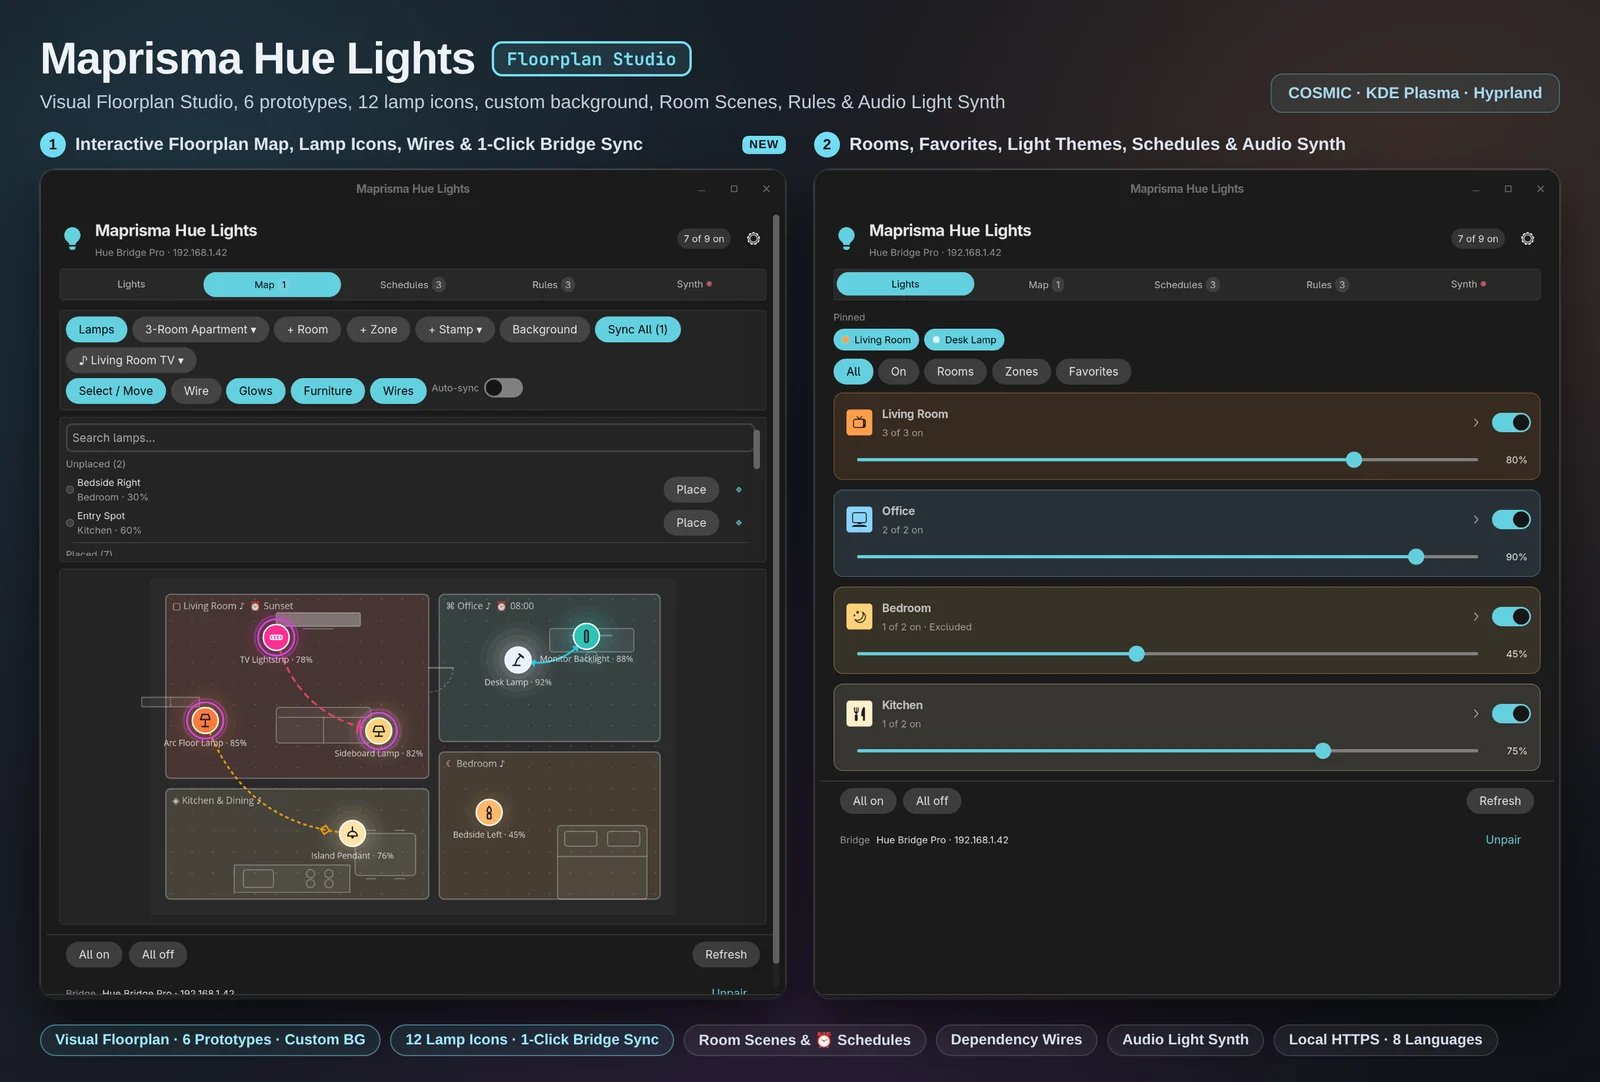 Maprisma Hue Lights
Floorplan Studio
Visual Floorplan Studio, 6 prototypes, 12 lamp icons, custom background, Room Scenes, Rules & Audio Light Synth
COSMIC · KDE Plasma · Hyprland
1 Interactive Floorplan Map, Lamp Icons, Wires & 1-Click Bridge Sync
NEW
Maprisma Hue Lights
Maprisma Hue Lights
Hue Bridge Pro · 192.168.1.42
7 of 9 on
Lights Map 1 Schedules 3 Rules 3 Synth
Lamps 3-Room Apartment ▾ + Room + Zone + Stamp ▾ Background Sync All (1)
♪ Living Room TV ▾
Select / Move Wire Glows Furniture Wires Auto-sync
Search lamps...
Unplaced (2)
Bedside Right
Bedroom · 30%
Place
Entry Spot
Kitchen · 60%
Place
Placed (7)
Living Room ♪ ⏰ Sunset
TV Lightstrip · 78%
Arc Floor Lamp · 85%
Sideboard Lamp · 82%
⌘ Office ♪ ⏰ 08:00
Monitor Backlight · 88%
Desk Lamp · 92%
◈ Kitchen & Dining ♪
Island Pendant · 76%
☾ Bedroom ♪
Bedside Left · 45%
All on All off Refresh
Bridge Hue Bridge Pro · 192.168.1.42 Unpair
2 Rooms, Favorites, Light Themes, Schedules & Audio Synth
Maprisma Hue Lights
Maprisma Hue Lights
Hue Bridge Pro · 192.168.1.42
7 of 9 on
Lights Map 1 Schedules 3 Rules 3 Synth
Pinned
Living Room Desk Lamp
All On Rooms Zones Favorites
Living Room
3 of 3 on
80%
Office
2 of 2 on
90%
Bedroom
1 of 2 on · Excluded
45%
Kitchen
1 of 2 on
75%
All on All off Refresh
Bridge Hue Bridge Pro · 192.168.1.42 Unpair
Visual Floorplan · 6 Prototypes · Custom BG
12 Lamp Icons · 1-Click Bridge Sync
Room Scenes & ⏰ Schedules
Dependency Wires
Audio Light Synth
Local HTTPS · 8 Languages